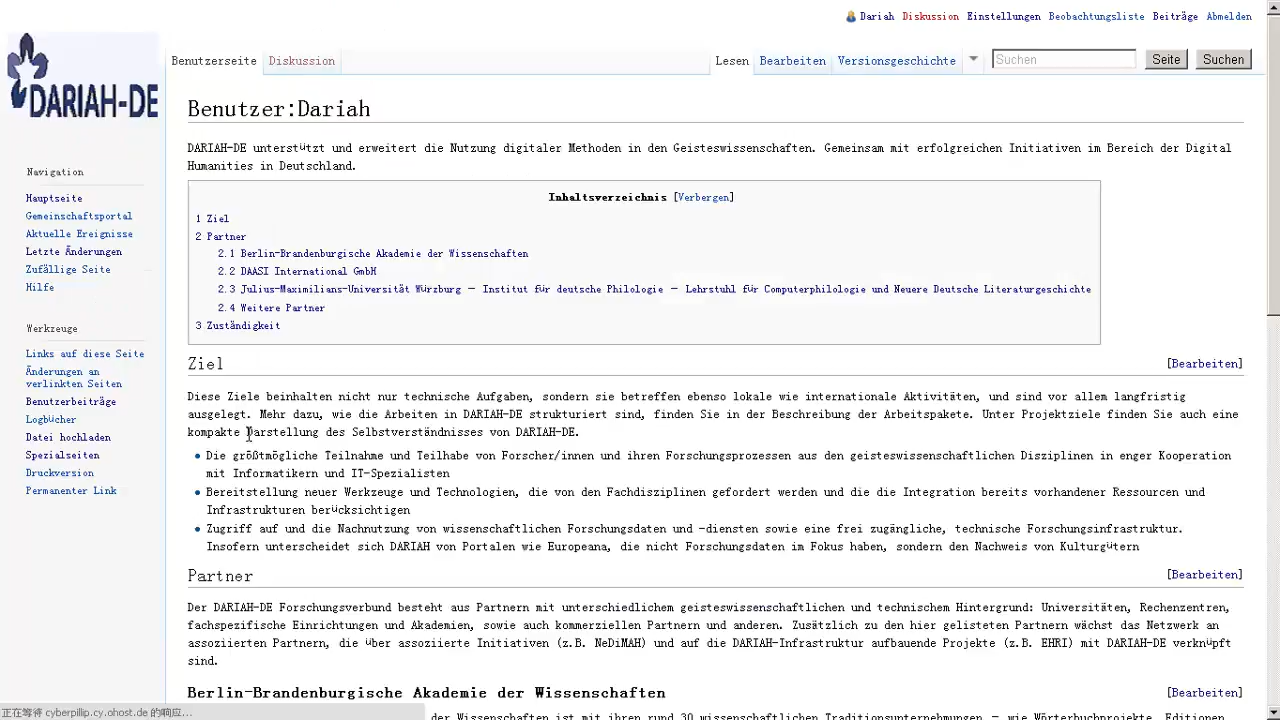 Dariah Diskussion Einstellungen Beobachtungsliste Beiträge Abmelden
DARIAH-DE
Benutzerseite Diskussion Lesen Bearbeiten Versionsgeschichte Suchen Seite Suchen
Benutzer:Dariah
DARIAH-DE unterstützt und erweitert die Nutzung digitaler Methoden in den Geisteswissenschaften. Gemeinsam mit erfolgreichen Initiativen im Bereich der Digital
Humanities in Deutschland.
Navigation
Hauptseite
Gemeinschaftsportal
Aktuelle Ereignisse
Letzte Änderungen
Zufällige Seite
Hilfe
Werkzeuge
Links auf diese Seite
Änderungen an
verlinkten Seiten
Benutzerbeiträge
Logbücher
Datei hochladen
Spezialseiten
Druckversion
Permanenter Link
Inhaltsverzeichnis [Verbergen]
1 Ziel
2 Partner
2.1 Berlin-Brandenburgische Akademie der Wissenschaften
2.2 DAASI International GmbH
2.3 Julius-Maximilians-Universität Würzburg – Institut für deutsche Philologie – Lehrstuhl für Computerphilologie und Neuere Deutsche Literaturgeschichte
2.4 Weitere Partner
3 Zuständigkeit
Ziel [Bearbeiten]
Diese Ziele beinhalten nicht nur technische Aufgaben, sondern sie betreffen ebenso lokale wie internationale Aktivitäten, und sind vor allem langfristig
ausgelegt. Mehr dazu, wie die Arbeiten in DARIAH-DE strukturiert sind, finden Sie in der Beschreibung der Arbeitspakete. Unter Projektziele finden Sie auch eine
kompakte Darstellung des Selbstverständnisses von DARIAH-DE.
• Die größtmögliche Teilnahme und Teilhabe von Forscher/innen und ihren Forschungsprozessen aus den geisteswissenschaftlichen Disziplinen in enger Kooperation
mit Informatikern und IT-Spezialisten
• Bereitstellung neuer Werkzeuge und Technologien, die von den Fachdisziplinen gefordert werden und die die Integration bereits vorhandener Ressourcen und
Infrastrukturen berücksichtigen
• Zugriff auf und die Nachnutzung von wissenschaftlichen Forschungsdaten und -diensten sowie eine frei zugängliche, technische Forschungsinfrastruktur.
Insofern unterscheidet sich DARIAH von Portalen wie Europeana, die nicht Forschungsdaten im Fokus haben, sondern den Nachweis von Kulturgütern
Partner [Bearbeiten]
Der DARIAH-DE Forschungsverbund besteht aus Partnern mit unterschiedlichem geisteswissenschaftlichen und technischem Hintergrund: Universitäten, Rechenzentren,
fachspezifische Einrichtungen und Akademien, sowie auch kommerziellen Partnern und anderen. Zusätzlich zu den hier gelisteten Partnern wächst das Netzwerk an
assoziierten Partnern, die über assoziierte Initiativen (z.B. NeDiMAH) und auf die DARIAH-Infrastruktur aufbauende Projekte (z.B. EHRI) mit DARIAH-DE verknüpft
sind.
Berlin-Brandenburgische Akademie der Wissenschaften [Bearbeiten]
der Wissenschaften ist mit ihren rund 30 wissenschaftlichen Traditionsunternehmungen – wie Wörterbuchprojekte, Editionen
正在等待 cyberpillip.cy.ohost.de 的响应...